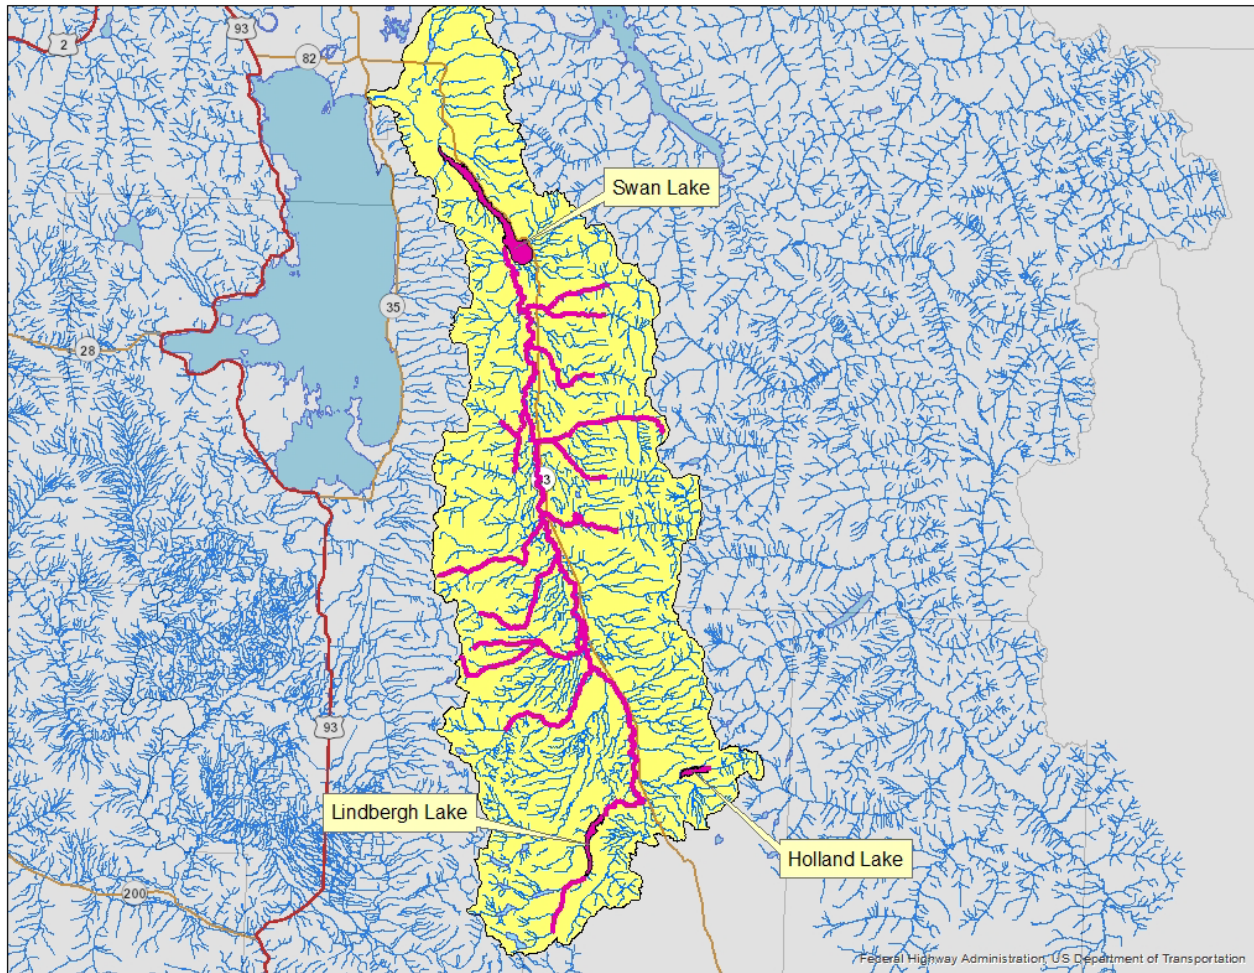 93
2
82
Swan Lake
35
28
3
93
Lindbergh Lake
Holland Lake
200
Federal Highway Administration, US Department of Transportation